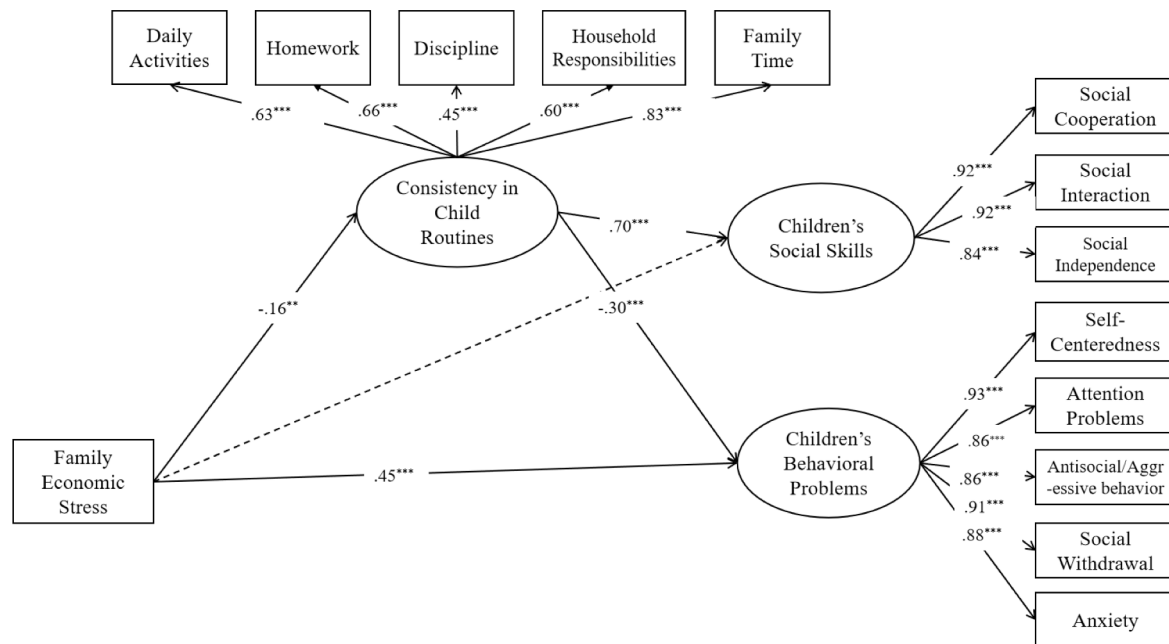 Daily
Activities
Homework
Discipline
Household
Responsibilities
Family
Time
.63***
.66***
.45***
.60***
.83***
Consistency in
Child
Routines
.70***
Children's
Social Skills
.92***
.92***
.84***
Social
Cooperation
Social
Interaction
Social
Independence
-.16**
-.30***
Family
Economic
Stress
.45***
Children's
Behavioral
Problems
.93***
.86***
.86***
.91***
.88***
Self-
Centeredness
Attention
Problems
Antisocial/Aggr
-essive behavior
Social
Withdrawal
Anxiety